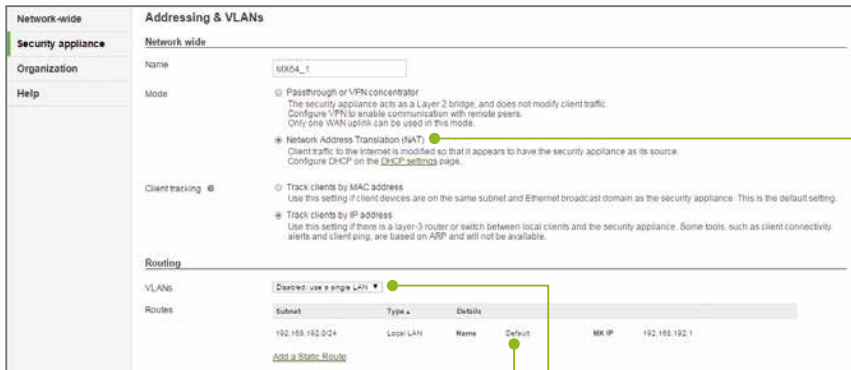 Network-wide
Security appliance
Organization
Help
Addressing & VLANs
Network wide
Name
MX64_1
Mode
Passthrough or VPN concentrator
The security appliance acts as a Layer 2 bridge, and does not modify client traffic.
Configure VPN to enable communication with remote peers.
Only one WAN uplink can be used in this mode.
Network Address Translation (NAT)
Client traffic to the Internet is modified so that it appears to have the security appliance as its source.
Configure DHCP on the DHCP settings page.
Client tracking
Track clients by MAC address
Use this setting if client devices are on the same subnet and Ethernet broadcast domain as the security appliance. This is the default setting.
Track clients by IP address
Use this setting if there is a layer-3 router or switch between local clients and the security appliance. Some tools, such as client connectivity
alerts and client ping, are based on ARP and will not be available.
Routing
VLANs
Disabled: use a single LAN
Routes
Subnet Type Details
192.168.192.0/24 Local LAN Name Default MX IP 192.168.192.1
Add a Static Route